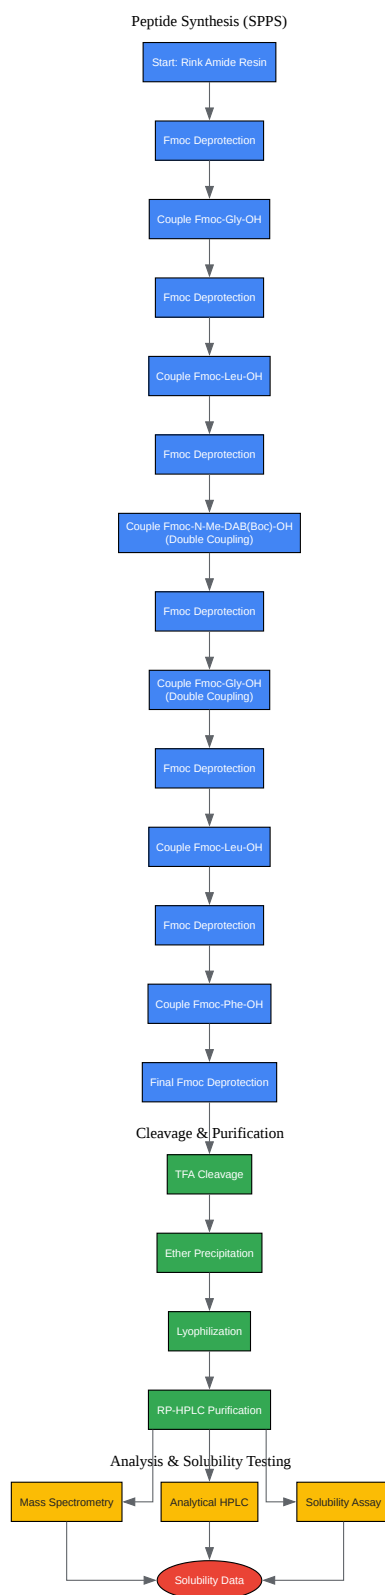 Peptide Synthesis (SPPS)
Start: Rink Amide Resin
Fmoc Deprotection
Couple Fmoc-Gly-OH
Fmoc Deprotection
Couple Fmoc-Leu-OH
Fmoc Deprotection
Couple Fmoc-N-Me-DAB(Boc)-OH
(Double Coupling)
Fmoc Deprotection
Couple Fmoc-Gly-OH
(Double Coupling)
Fmoc Deprotection
Couple Fmoc-Leu-OH
Fmoc Deprotection
Couple Fmoc-Phe-OH
Final Fmoc Deprotection
Cleavage & Purification
TFA Cleavage
Ether Precipitation
Lyophilization
RP-HPLC Purification
Analysis & Solubility Testing
Mass Spectrometry
Analytical HPLC
Solubility Assay
Solubility Data